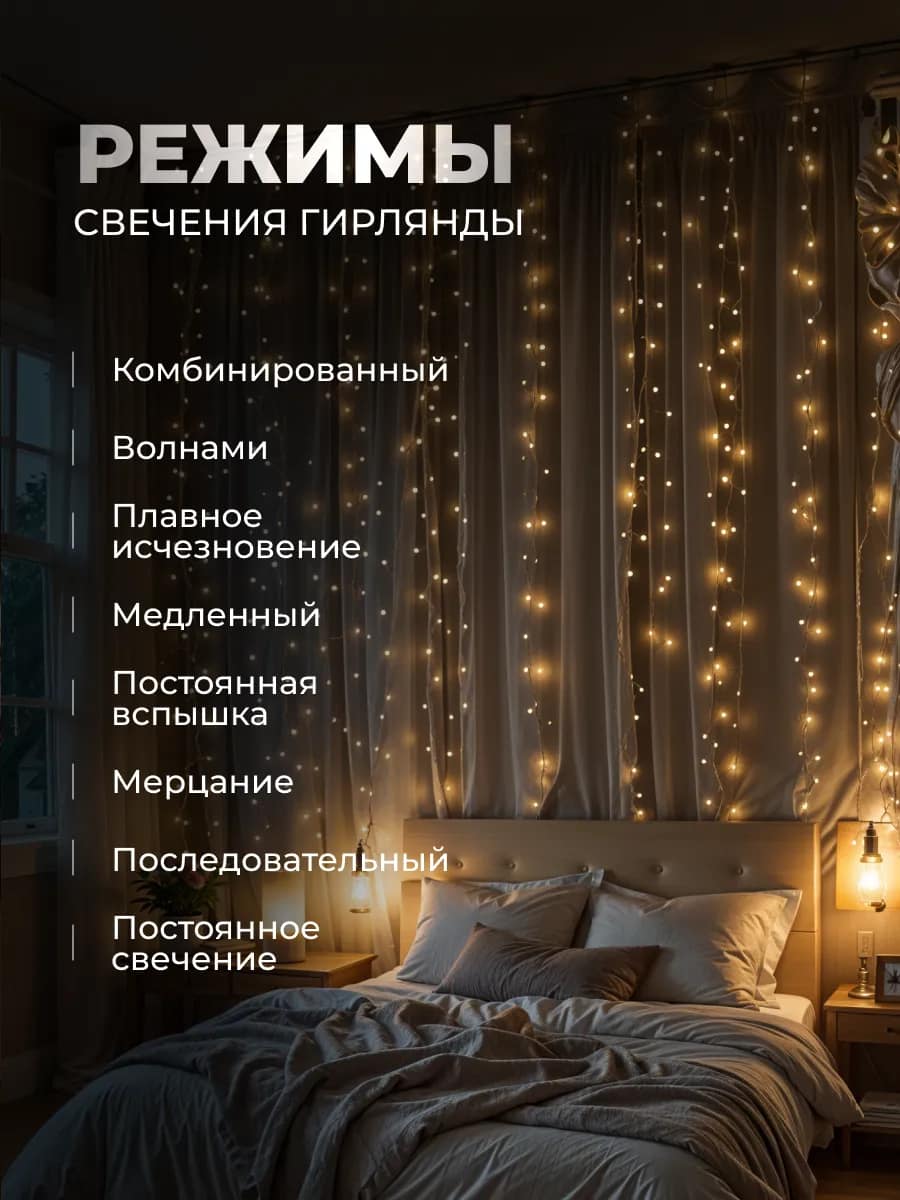 РЕЖИМЫ
СВЕЧЕНИЯ ГИРЛЯНДЫ
Комбинированный
Волнами
Плавное
исчезновение
Медленный
Постоянная
вспышка
Мерцание
Последовательный
Постоянное
свечение